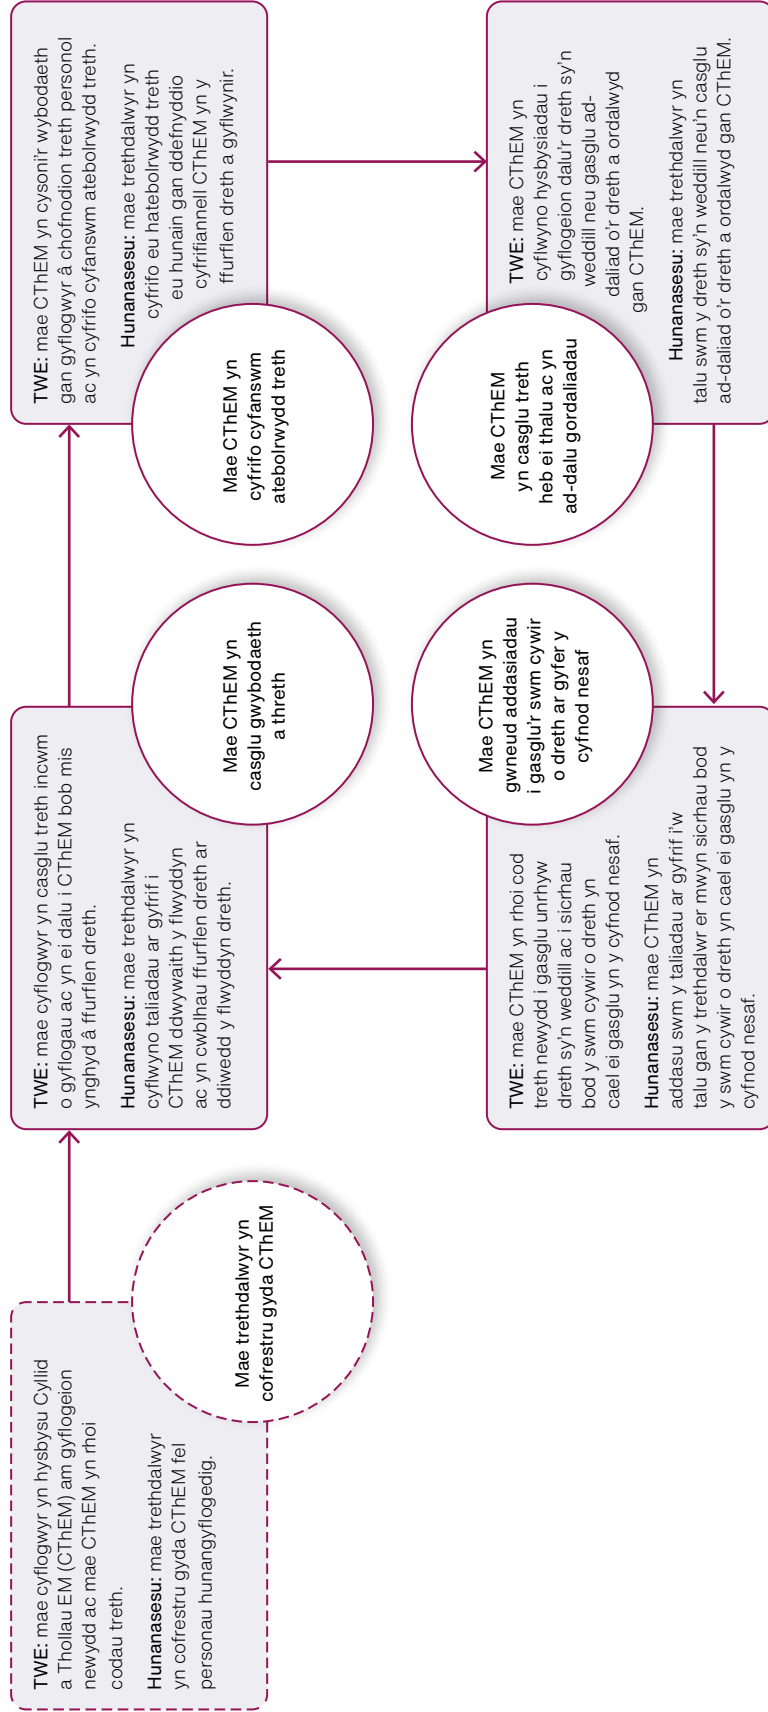 TWE: mae cyflogwyr yn hysbysu Cyllid
a Thollau EM (CThEM) am gyflogeion
newydd ac mae CThEM yn rhoi
codau treth.
Hunanasesu: mae trethdalwyr
yn cofrestru gyda CThEM fel
personau hunangyflogedig.
Mae trethdalwyr yn
cofrestru gyda CThEM
TWE: mae cyflogwyr yn casglu treth incwm
o gyflogau ac yn ei dalu i CThEM bob mis
ynghyd â ffurflen dreth.
Hunanasesu: mae trethdalwyr yn
cyflwyno taliadau ar gyfrif i
CThEM ddwywaith y flwyddyn
ac yn cwblhau ffurflen dreth ar
ddiwedd y flwyddyn dreth.
Mae CThEM yn
casglu gwybodaeth
a threth
TWE: mae CThEM yn cysoni'r wybodaeth
gan gyflogwyr â chofnodion treth personol
ac yn cyfrifo cyfanswm atebolrwydd treth.
Hunanasesu: mae trethdalwyr yn
cyfrifo eu hatebolrwydd treth
eu hunain gan ddefnyddio
cyfrifiannell CThEM yn y
ffurflen dreth a gyflwynir.
Mae CThEM yn
cyfrifo cyfanswm
atebolrwydd treth
TWE: mae CThEM yn
cyflwyno hysbysiadau i
gyflogeion dalu'r dreth sy'n
weddill neu gasglu ad-
daliad o'r dreth a ordalwyd
gan CThEM.
Hunanasesu: mae trethdalwyr yn
talu swm y dreth sy'n weddill neu'n casglu
ad-daliad o'r dreth a ordalwyd gan CThEM.
Mae CThEM
yn casglu treth
heb ei thalu ac yn
ad-dalu gordaliadau
TWE: mae CThEM yn rhoi cod
treth newydd i gasglu unrhyw
dreth sy'n weddill ac i sicrhau
bod y swm cywir o dreth yn
cael ei gasglu yn y cyfnod nesaf.
Hunanasesu: mae CThEM yn
addasu swm y taliadau ar gyfrif i'w
talu gan y trethdalwr er mwyn sicrhau bod
y swm cywir o dreth yn cael ei gasglu yn y
cyfnod nesaf.
Mae CThEM yn
gwneud addasiadau
i gasglu'r swm cywir
o dreth ar gyfer y
cyfnod nesaf